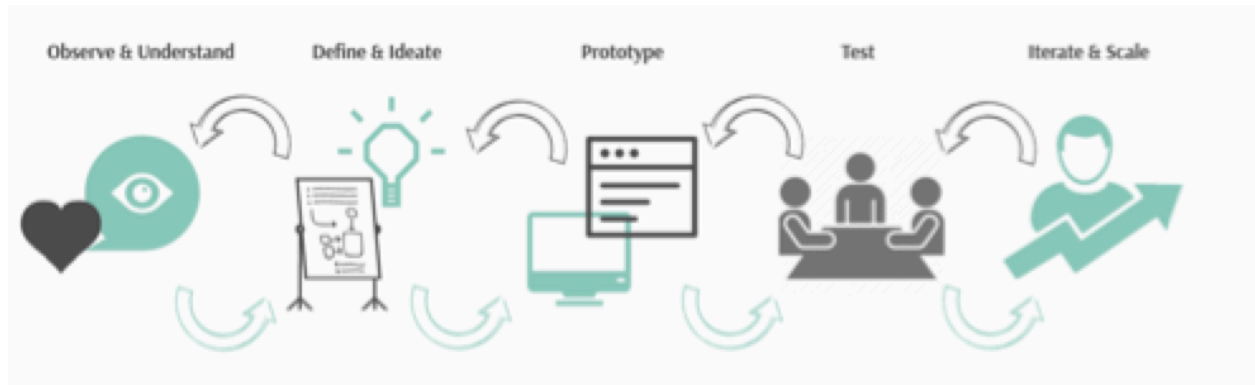 Observe & Understand
Define & Ideate
Prototype
Test
Iterate & Scale